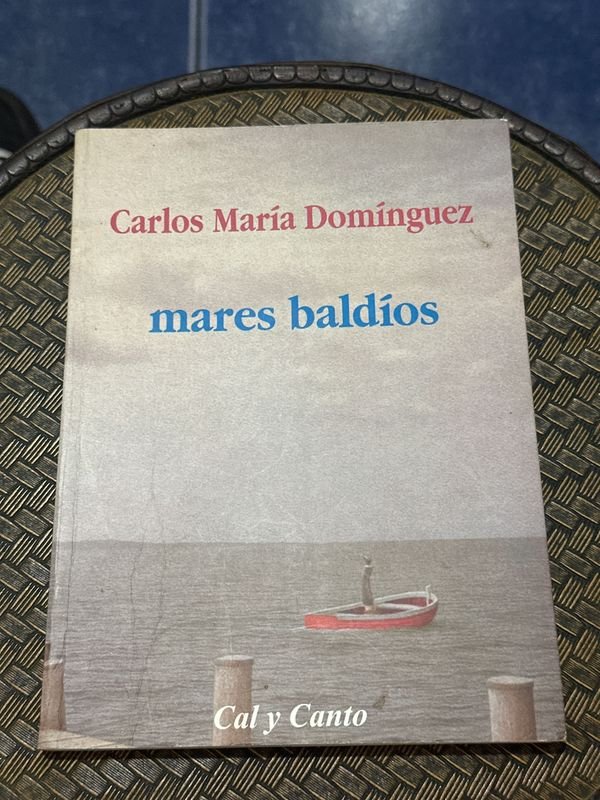 Carlos María Domínguez
mares baldíos
Cal y Canto